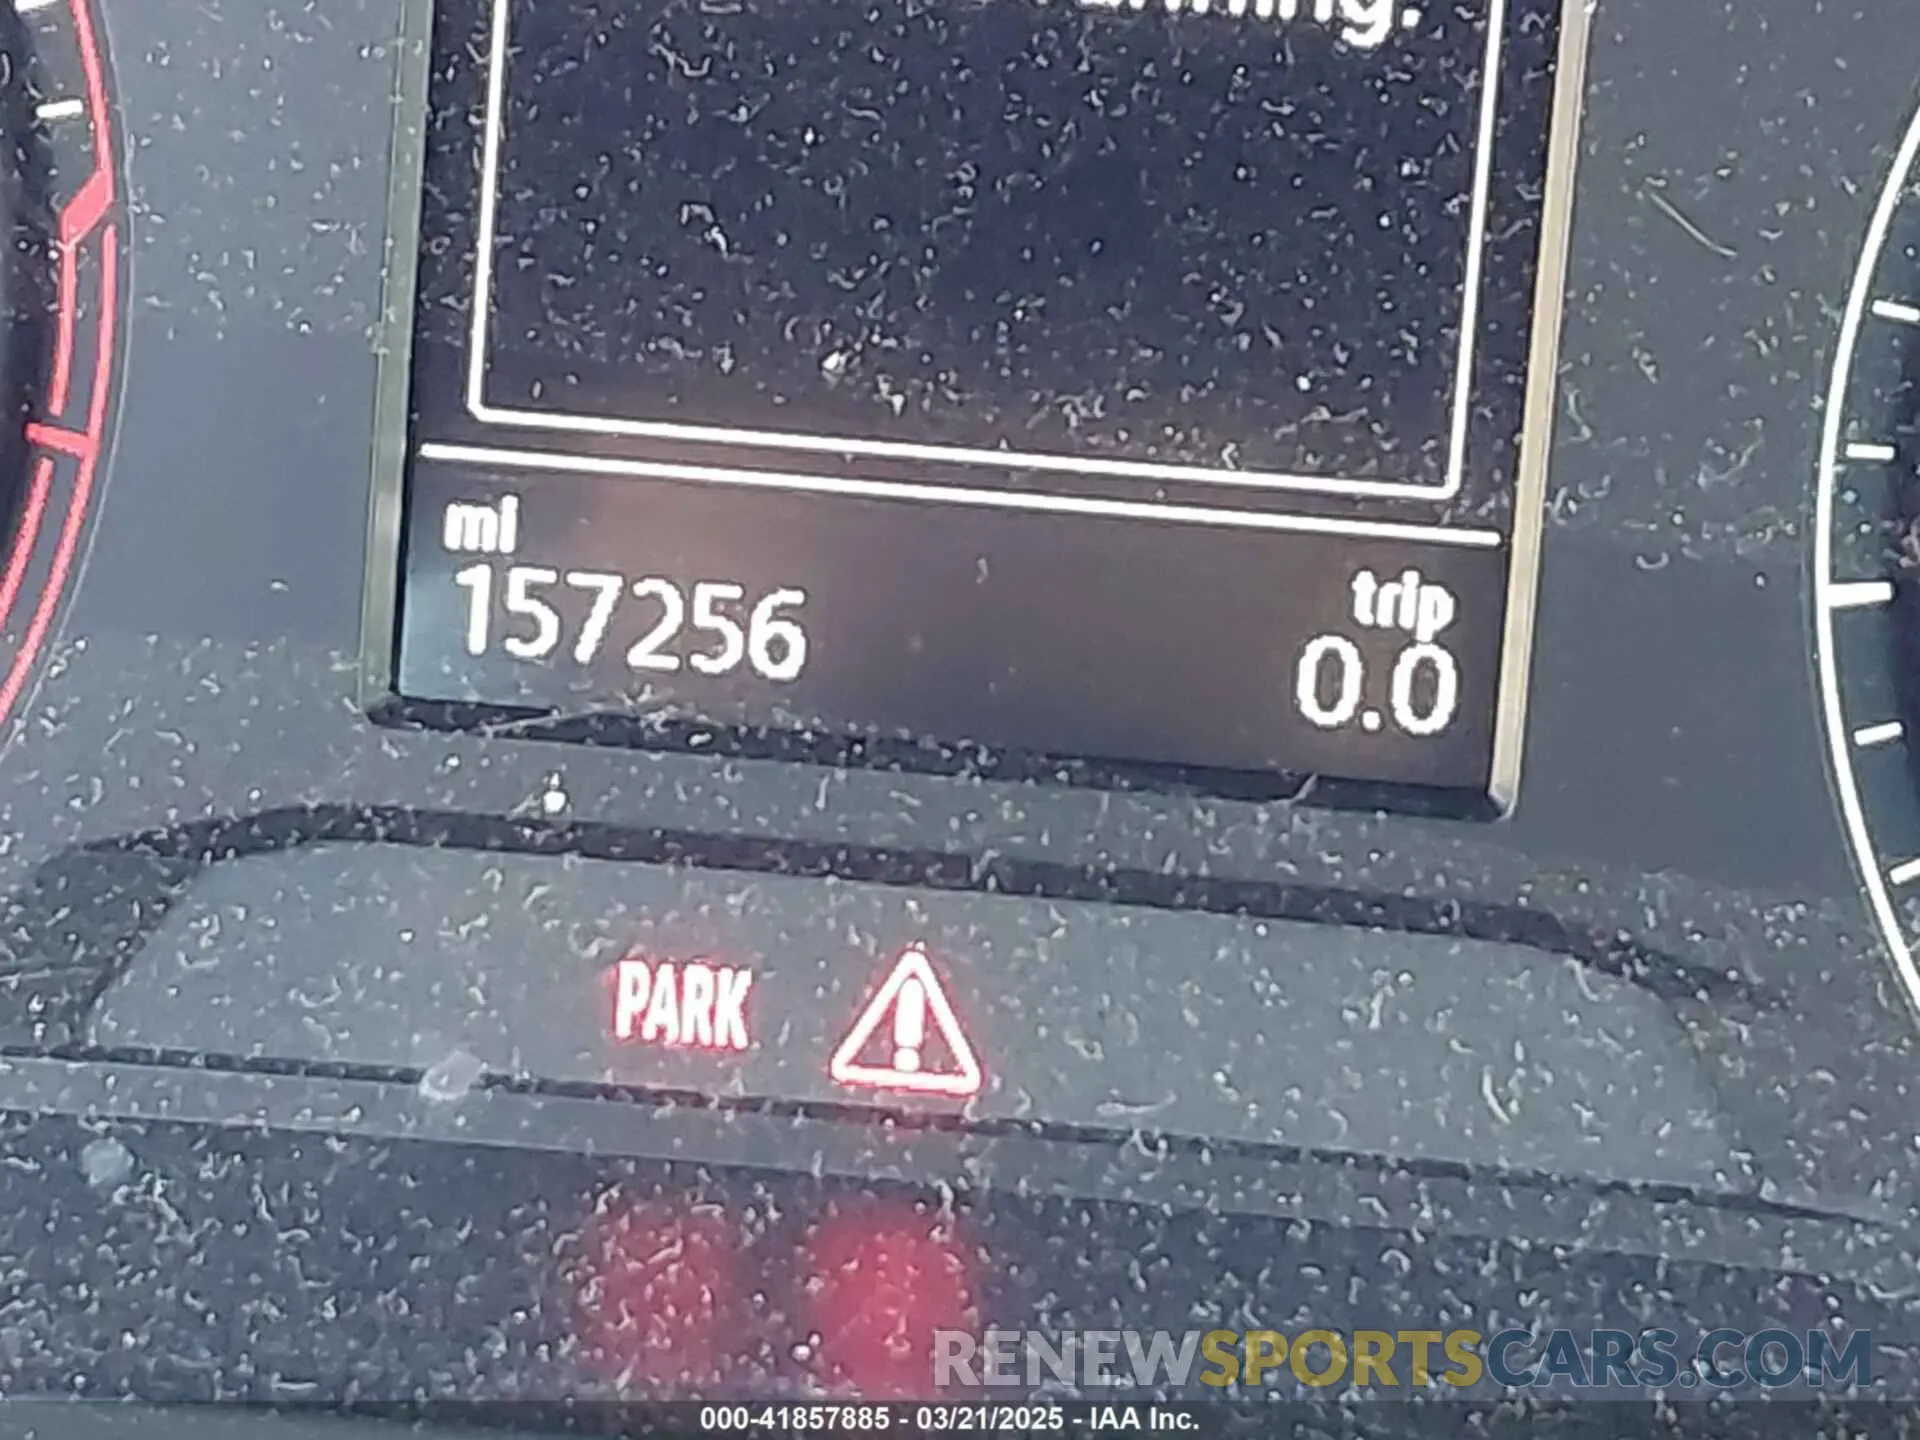 mi
157256
trip
0.0
PARK
RENEWSPORTSCARS.COM
000-41857885 - 03/21/2025 - IAA Inc.